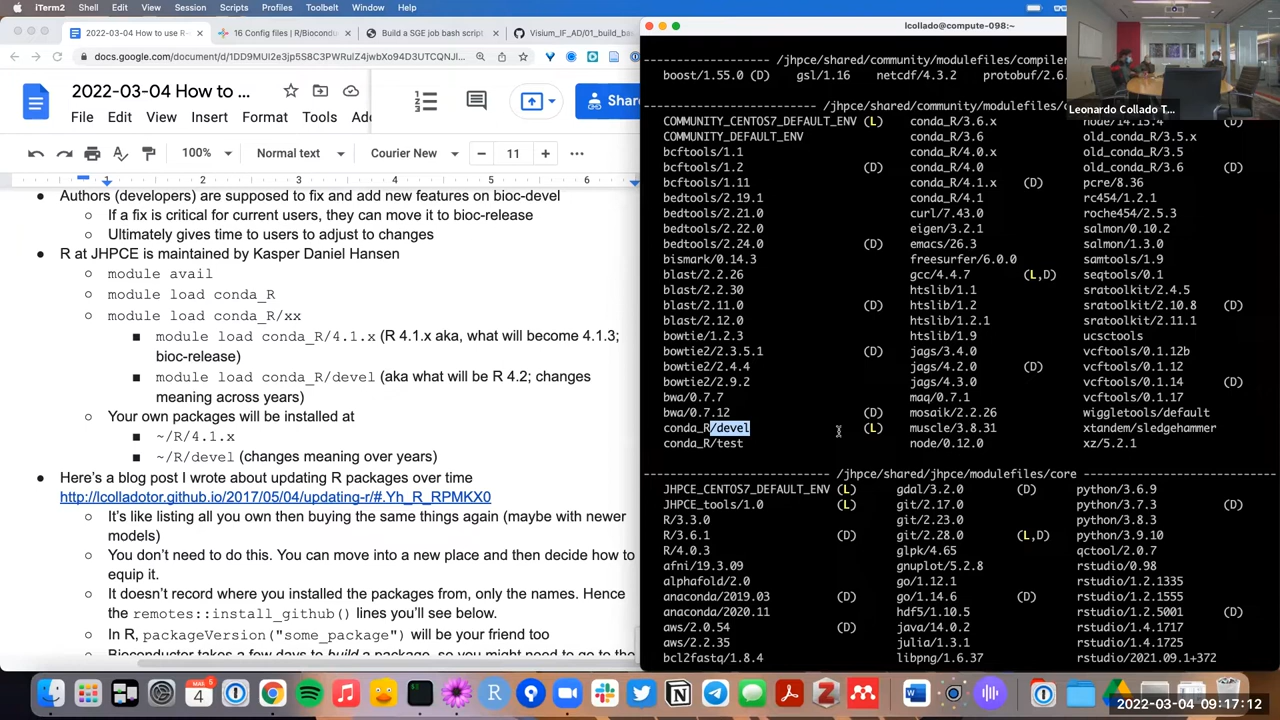 iTerm2 Shell Edit View Session Scripts Profiles Toolbelt Window Help
2022-03-04 How to use R-
16 Config files | R/Biocondu
Build a SGE job bash scrip
Visium_IF_AD/01_build_bas
docs.google.com/document/d/1DD9MUI2e3jp5S8C3PWRulZ4jwbXo94D3UTCQNJl...
2022-03-04 How to ...
Share
File Edit View Insert Format Tools
100% Normal text Courier New 11
1 2 3 4 5 6
Authors (developers) are supposed to fix and add new features on bioc-devel
If a fix is critical for current users, they can move it to bioc-release
Ultimately gives time to users to adjust to changes
R at JHPCE is maintained by Kasper Daniel Hansen
module avail
module load conda_R
module load conda_R/xx
module load conda_R/4.1.x (R 4.1.x aka, what will become 4.1.3;
bioc-release)
module load conda_R/devel (aka what will be R 4.2; changes
meaning across years)
Your own packages will be installed at
~/R/4.1.x
~/R/devel (changes meaning over years)
Here's a blog post I wrote about updating R packages over time
http://lcolladotor.github.io/2017/05/04/updating-r/#.Yh_R_RPMKX0
It's like listing all you own then buying the same things again (maybe with newer
models)
You don't need to do this. You can move into a new place and then decide how to
equip it.
It doesn't record where you installed the packages from, only the names. Hence
the remotes::install_github() lines you'll see below.
In R, packageVersion("some_package") will be your friend too
Bioconductor takes a few days to build a package, so you might need to go to the
lcollado@compute-098:~
------------------- /jhpce/shared/community/modulefiles/compiler
boost/1.55.0 (D) gsl/1.16 netcdf/4.3.2 protobuf/2.6.
------------------------- /jhpce/shared/community/modulefiles/c
COMMUNITY_CENTOS7_DEFAULT_ENV (L) conda_R/3.6.x node/14.15.4 (D)
COMMUNITY_DEFAULT_ENV conda_R/3.6 old_conda_R/3.5.x
bcftools/1.1 conda_R/4.0.x old_conda_R/3.5
bcftools/1.2 (D) conda_R/4.0 old_conda_R/3.6 (D)
bcftools/1.11 conda_R/4.1.x (D) pcre/8.36
bedtools/2.19.1 conda_R/4.1 rc454/1.2.1
bedtools/2.21.0 curl/7.43.0 roche454/2.5.3
bedtools/2.22.0 eigen/3.2.1 salmon/0.10.2
bedtools/2.24.0 (D) emacs/26.3 salmon/1.3.0
bismark/0.14.3 freesurfer/6.0.0 samtools/1.9
blast/2.2.26 gcc/4.4.7 (L,D) seqtools/0.1
blast/2.2.30 htslib/1.1 sratoolkit/2.4.5
blast/2.11.0 (D) htslib/1.2 sratoolkit/2.10.8 (D)
blast/2.12.0 htslib/1.2.1 sratoolkit/2.11.1
bowtie/1.2.3 htslib/1.9 ucsctools
bowtie2/2.3.5.1 (D) jags/3.4.0 vcftools/0.1.12b
bowtie2/2.4.4 jags/4.2.0 (D) vcftools/0.1.12
bowtie2/2.9.2 jags/4.3.0 vcftools/0.1.14 (D)
bwa/0.7.7 maq/0.7.1 vcftools/0.1.17
bwa/0.7.12 (D) mosaik/2.2.26 wiggletools/default
conda_R/devel (L) muscle/3.8.31 xtandem/sledgehammer
conda_R/test node/0.12.0 xz/5.2.1
--------------------------- /jhpce/shared/jhpce/modulefiles/core ---------------------------
JHPCE_CENTOS7_DEFAULT_ENV (L) gdal/3.2.0 (D) python/3.6.9
JHPCE_tools/1.0 (L) git/2.17.0 python/3.7.3 (D)
R/3.3.0 git/2.23.0 python/3.8.3
R/3.6.1 (D) git/2.28.0 (L,D) python/3.9.10
R/4.0.3 glpk/4.65 qctool/2.0.7
afni/19.3.09 gnuplot/5.2.8 rstudio/0.98
alphafold/2.0 go/1.12.1 rstudio/1.2.1335
anaconda/2019.03 (D) go/1.14.6 (D) rstudio/1.2.1555
anaconda/2020.11 hdf5/1.10.5 rstudio/1.2.5001 (D)
aws/2.0.54 (D) java/14.0.2 rstudio/1.4.1717
aws/2.2.35 julia/1.3.1 rstudio/1.4.1725
bcl2fastq/1.8.4 libpng/1.6.37 rstudio/2021.09.1+372
Leonardo Collado T...
MAR
4
2022-03-04 09:17:12